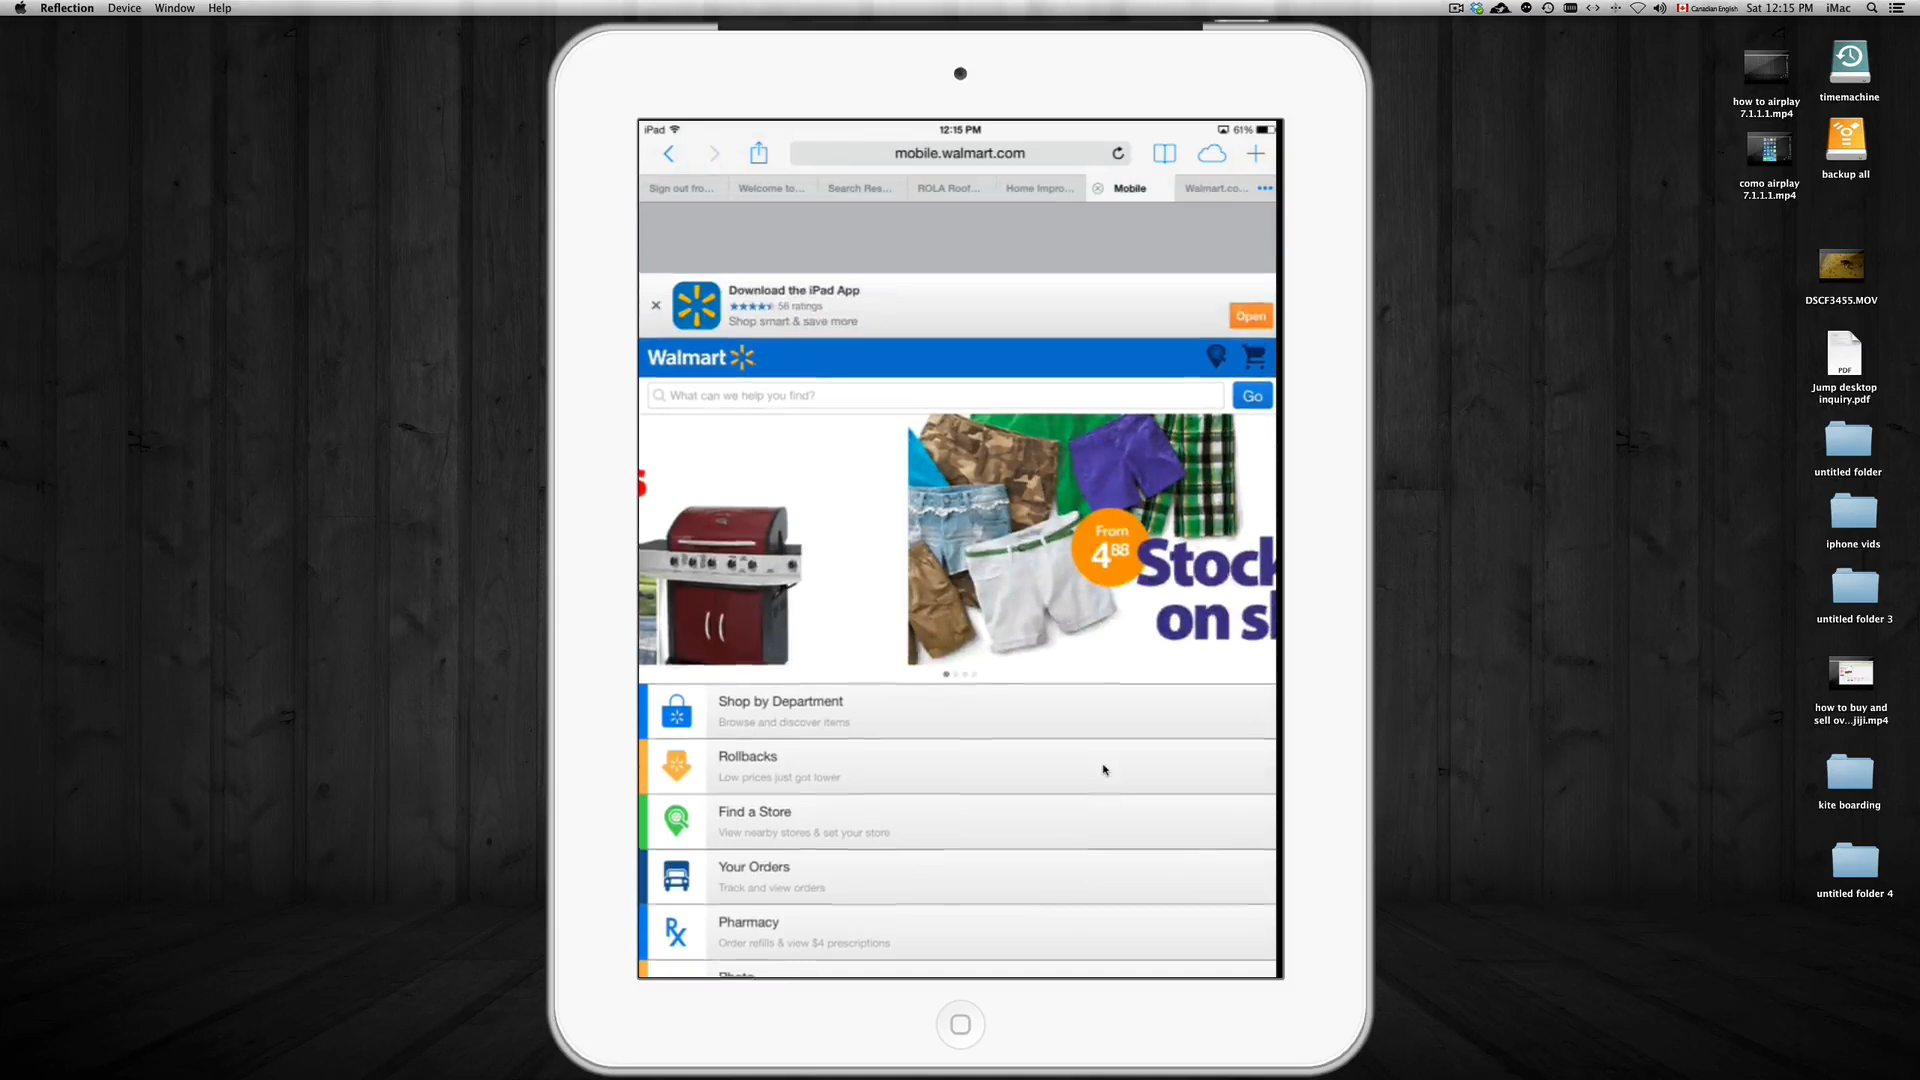 Reflection Device Window Help
Canadian English Sat 12:15 PM iMac
how to airplay
7.1.1.1.mp4
timemachine
como airplay
7.1.1.1.mp4
backup all
DSCF3455.MOV
PDF
Jump desktop
inquiry.pdf
untitled folder
iphone vids
untitled folder 3
how to buy and
sell ov...jiji.mp4
kite boarding
untitled folder 4
iPad 12:15 PM 61%
mobile.walmart.com
Sign out fro... Welcome to... Search Res... ROLA Roof... Home Impro... Mobile Walmart.co...
Download the iPad App
56 ratings
Shop smart & save more
Open
Walmart
What can we help you find? Go
From
4 88
Stock
on s
Shop by Department
Browse and discover items
Rollbacks
Low prices just got lower
Find a Store
View nearby stores & set your store
Your Orders
Track and view orders
Rx
Pharmacy
Order refills & view $4 prescriptions
Photo